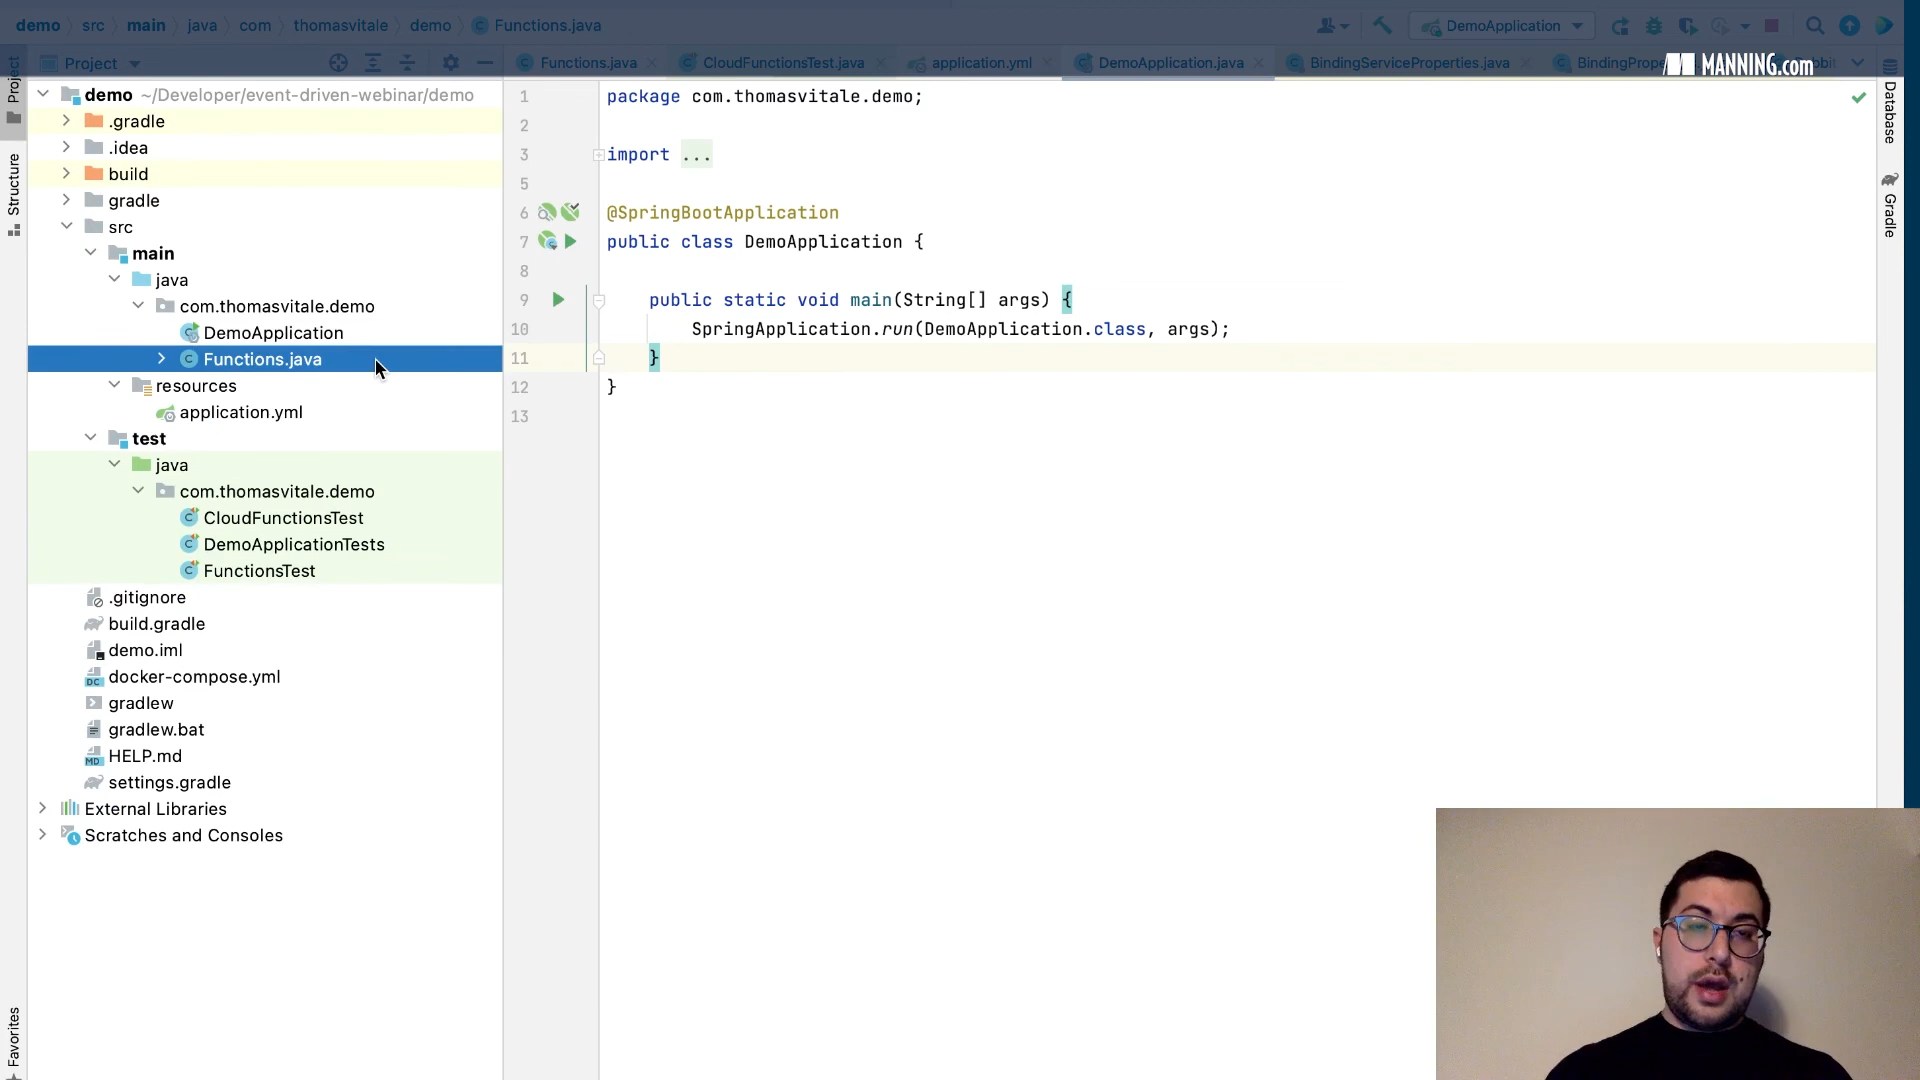 demo src main java com thomasvitale demo Functions.java
DemoApplication
Project
Functions.java
CloudFunctionsTest.java
application.yml
DemoApplication.java
BindingServiceProperties.java
MANNING.com
Project
Structure
Favorites
demo ~/Developer/event-driven-webinar/demo
.gradle
.idea
build
gradle
src
main
java
com.thomasvitale.demo
DemoApplication
Functions.java
resources
application.yml
test
java
com.thomasvitale.demo
CloudFunctionsTest
DemoApplicationTests
FunctionsTest
.gitignore
build.gradle
demo.iml
docker-compose.yml
gradlew
gradlew.bat
HELP.md
settings.gradle
External Libraries
Scratches and Consoles
1 package com.thomasvitale.demo;
2
3 import ...
5
6 @SpringBootApplication
7 public class DemoApplication {
8
9 public static void main(String[] args) {
10 SpringApplication.run(DemoApplication.class, args);
11 }
12 }
13
Database
Gradle